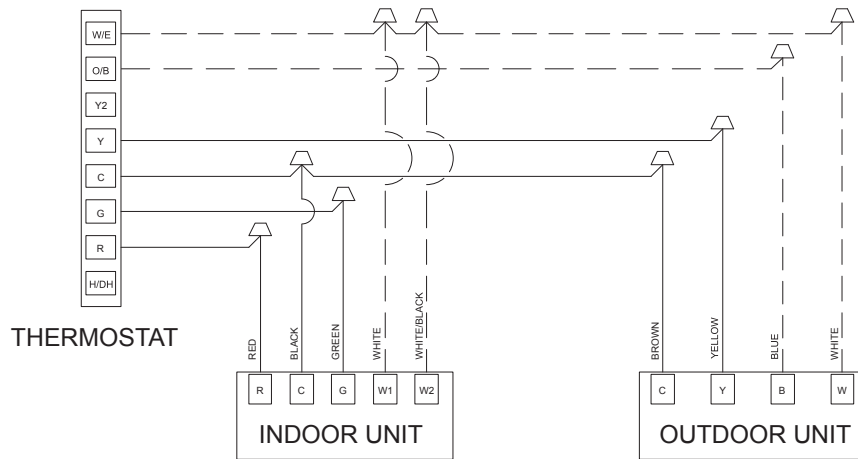 W/E
O/B
Y2
Y
C
G
R
H/DH
THERMOSTAT
RED
BLACK
GREEN
WHITE
WHITE/BLACK
BROWN
YELLOW
BLUE
WHITE
R
C
G
W1
W2
C
Y
B
W
INDOOR UNIT
OUTDOOR UNIT